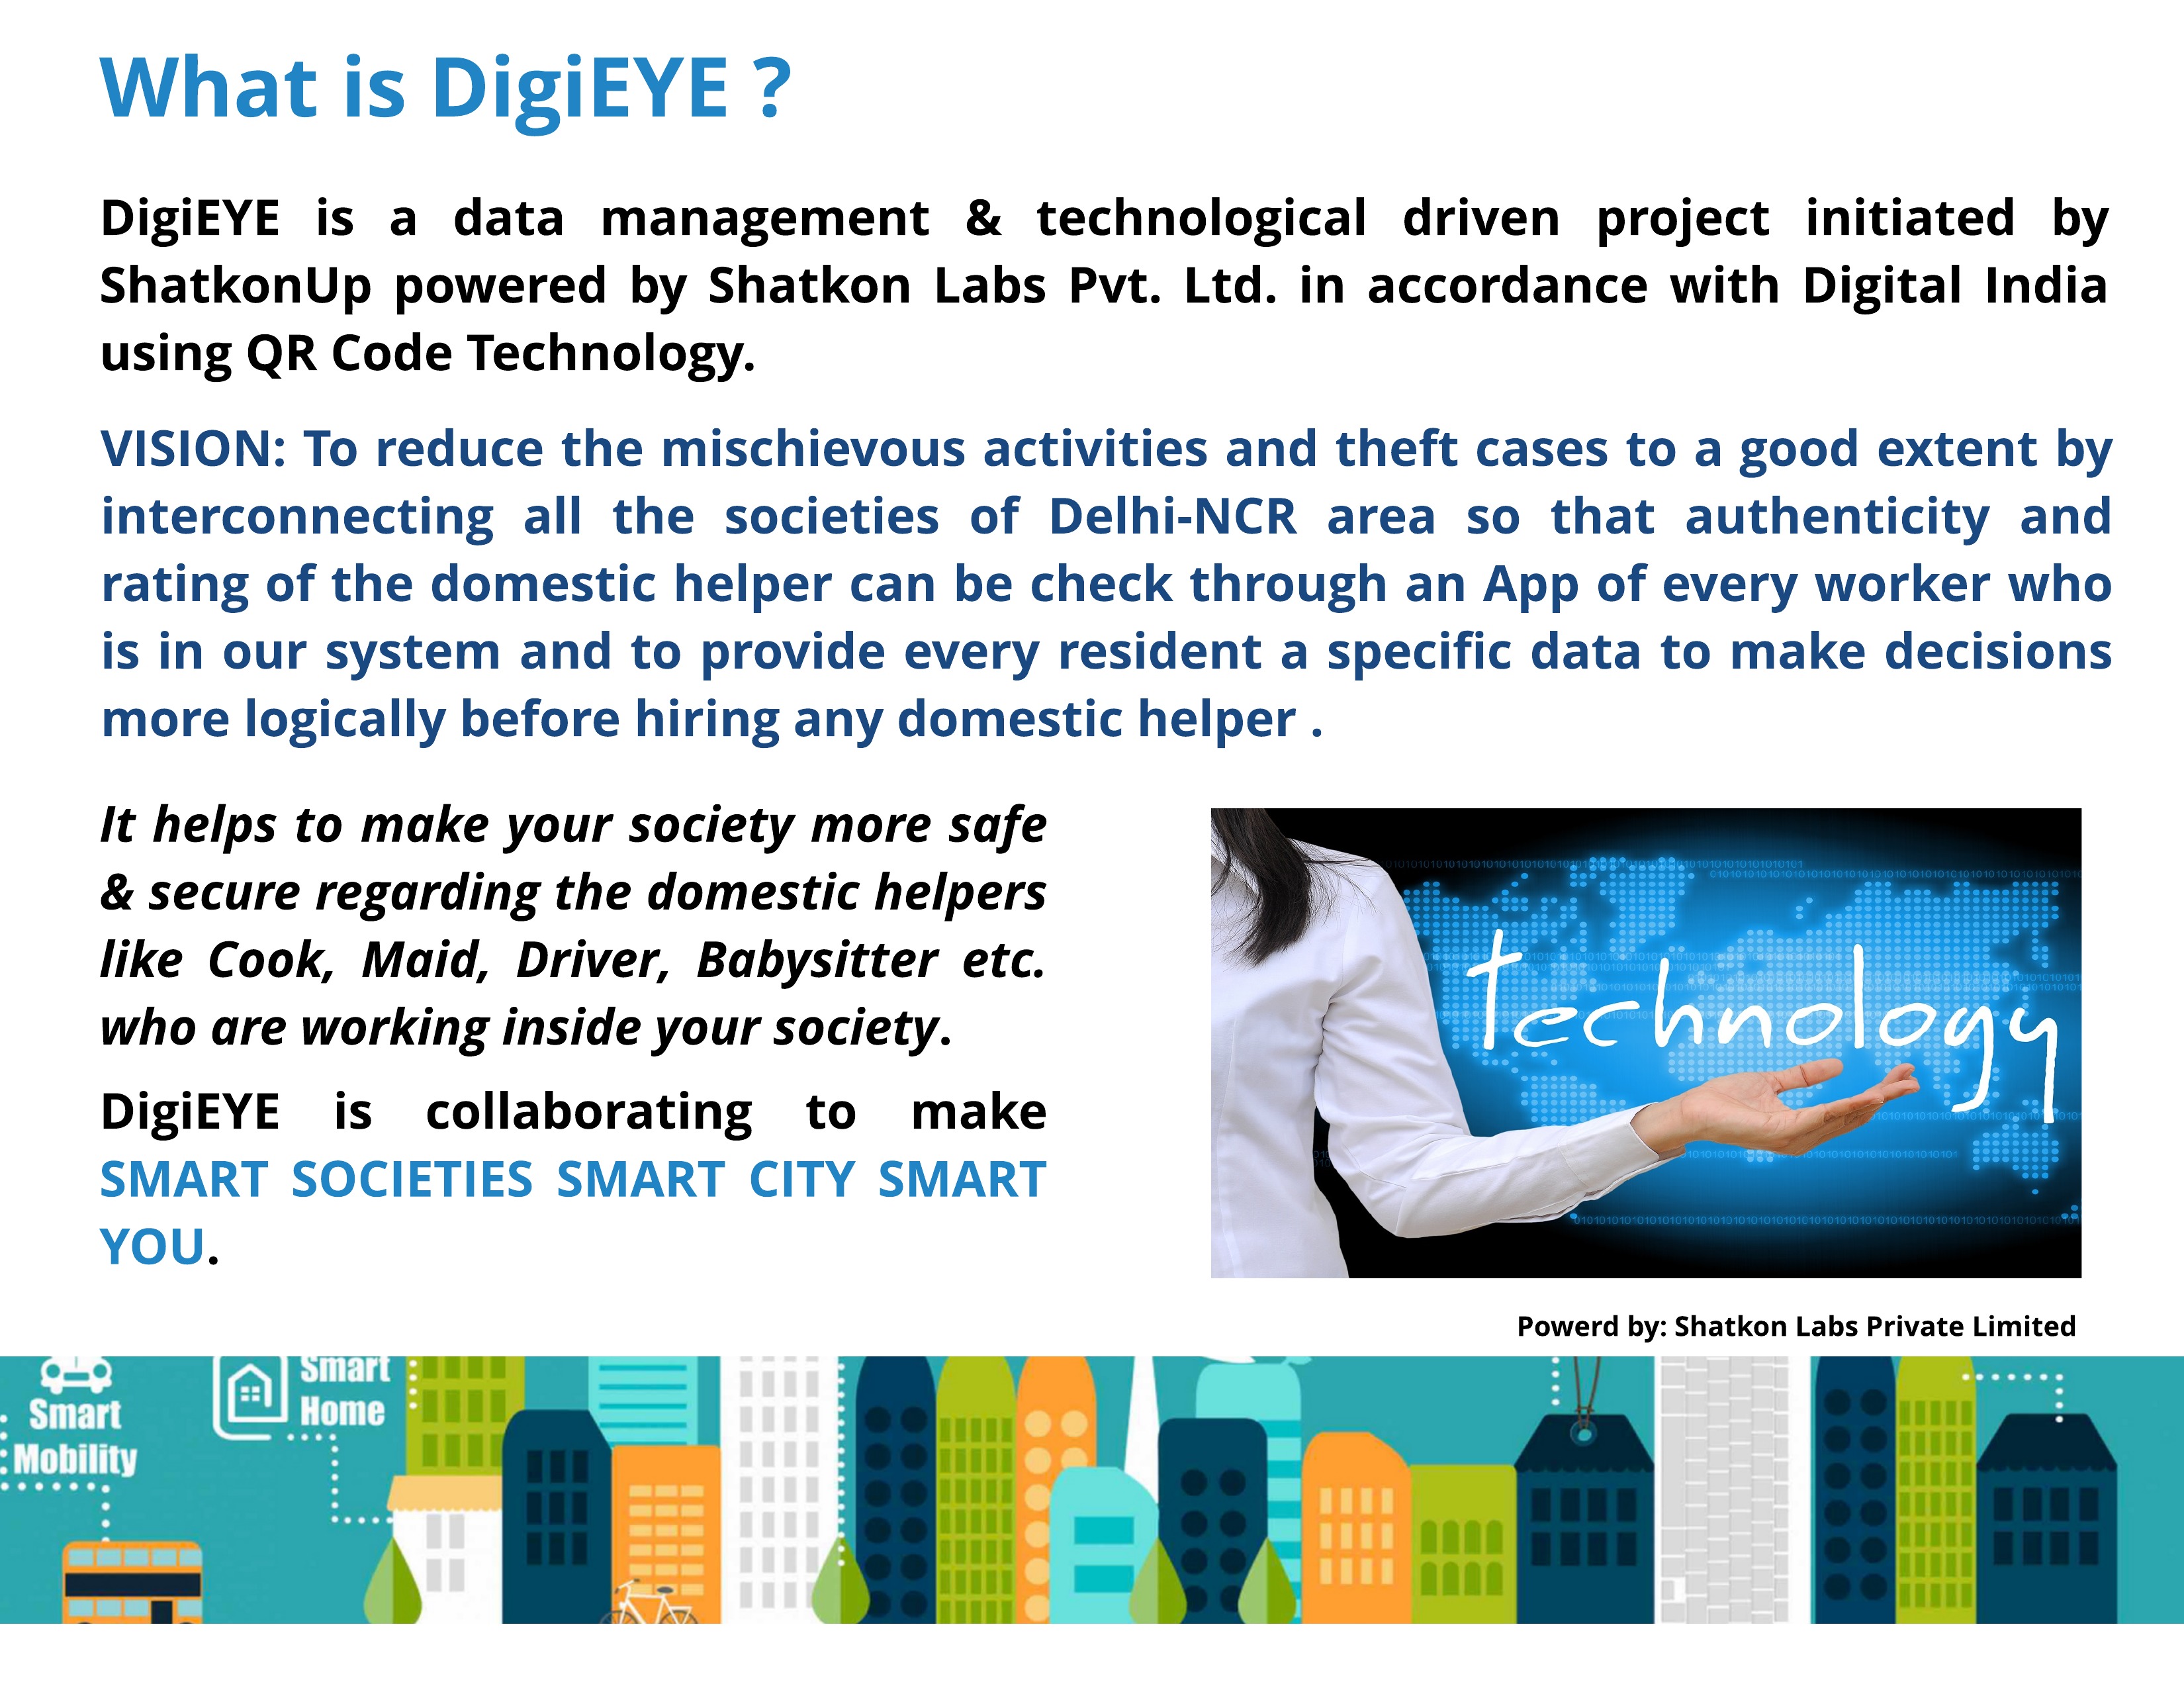 What is DigiEYE ?
DigiEYE is a data management & technological driven project initiated by
ShatkonUp powered by Shatkon Labs Pvt. Ltd. in accordance with Digital India
using QR Code Technology.
VISION: To reduce the mischievous activities and theft cases to a good extent by
interconnecting all the societies of Delhi-NCR area so that authenticity and
rating of the domestic helper can be check through an App of every worker who
is in our system and to provide every resident a specific data to make decisions
more logically before hiring any domestic helper .
It helps to make your society more safe
& secure regarding the domestic helpers
like Cook, Maid, Driver, Babysitter etc.
who are working inside your society.
DigiEYE is collaborating to make
SMART SOCIETIES SMART CITY SMART
YOU.
technology
Powerd by: Shatkon Labs Private Limited
Smart
Mobility
Smart
Home